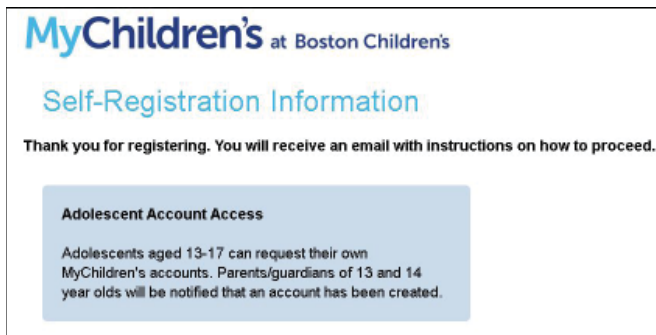 MyChildren's at Boston Children's
Self-Registration Information
Thank you for registering. You will receive an email with instructions on how to proceed.
Adolescent Account Access
Adolescents aged 13-17 can request their own
MyChildren's accounts. Parents/guardians of 13 and 14
year olds will be notified that an account has been created.